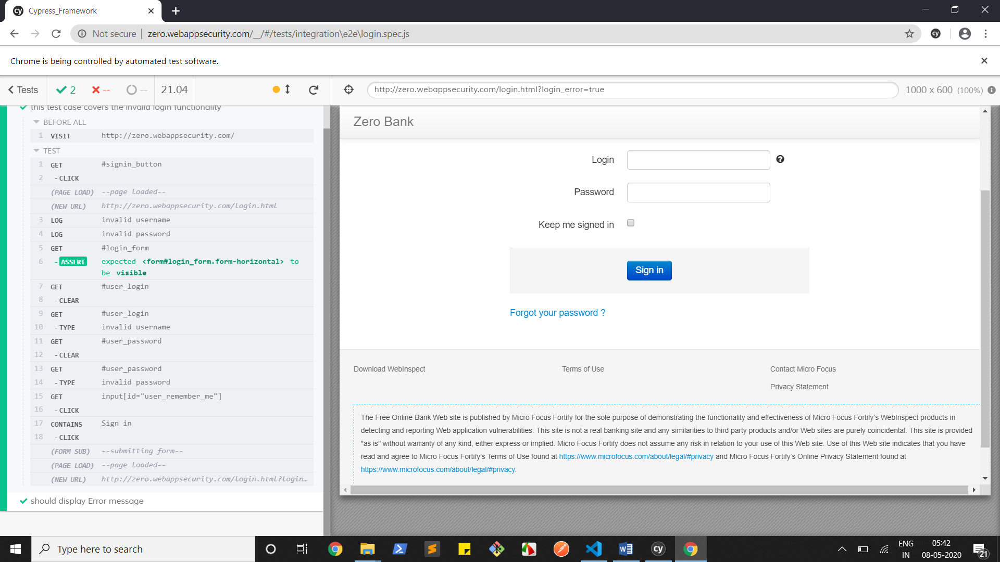 Cypress_Framework
Not secure | zero.webappsecurity.com/__/#/tests/integration\e2e\login.spec.js
Chrome is being controlled by automated test software.
Tests 2 -- -- 21.04
http://zero.webappsecurity.com/login.html?login_error=true 1000 x 600 (100%)
this test case covers the invalid login functionality
BEFORE ALL
1 VISIT http://zero.webappsecurity.com/
TEST
1 GET #signin_button
2 - CLICK
(PAGE LOAD) --page loaded--
(NEW URL) http://zero.webappsecurity.com/login.html
3 LOG invalid username
4 LOG invalid password
5 GET #login_form
6 - ASSERT expected <form#login_form.form-horizontal> to
be visible
7 GET #user_login
8 - CLEAR
9 GET #user_login
10 - TYPE invalid username
11 GET #user_password
12 - CLEAR
13 GET #user_password
14 - TYPE invalid password
15 GET input[id="user_remember_me"]
16 - CLICK
17 CONTAINS Sign in
18 - CLICK
(FORM SUB) --submitting form--
(PAGE LOAD) --page loaded--
(NEW URL) http://zero.webappsecurity.com/login.html?login…
should display Error message
Zero Bank
Login
Password
Keep me signed in
Sign in
Forgot your password ?
Download WebInspect
Terms of Use
Contact Micro Focus
Privacy Statement
The Free Online Bank Web site is published by Micro Focus Fortify for the sole purpose of demonstrating the functionality and effectiveness of Micro Focus Fortify’s WebInspect products in
detecting and reporting Web application vulnerabilities. This site is not a real banking site and any similarities to third party products and/or Web sites are purely coincidental. This site is provided
"as is" without warranty of any kind, either express or implied. Micro Focus Fortify does not assume any risk in relation to your use of this Web site. Use of this Web site indicates that you have
read and agree to Micro Focus Fortify’s Terms of Use found at https://www.microfocus.com/about/legal/#privacy and Micro Focus Fortify’s Online Privacy Statement found at
https://www.microfocus.com/about/legal/#privacy.
Type here to search
cy
ENG
IN
05:42
08-05-2020
21